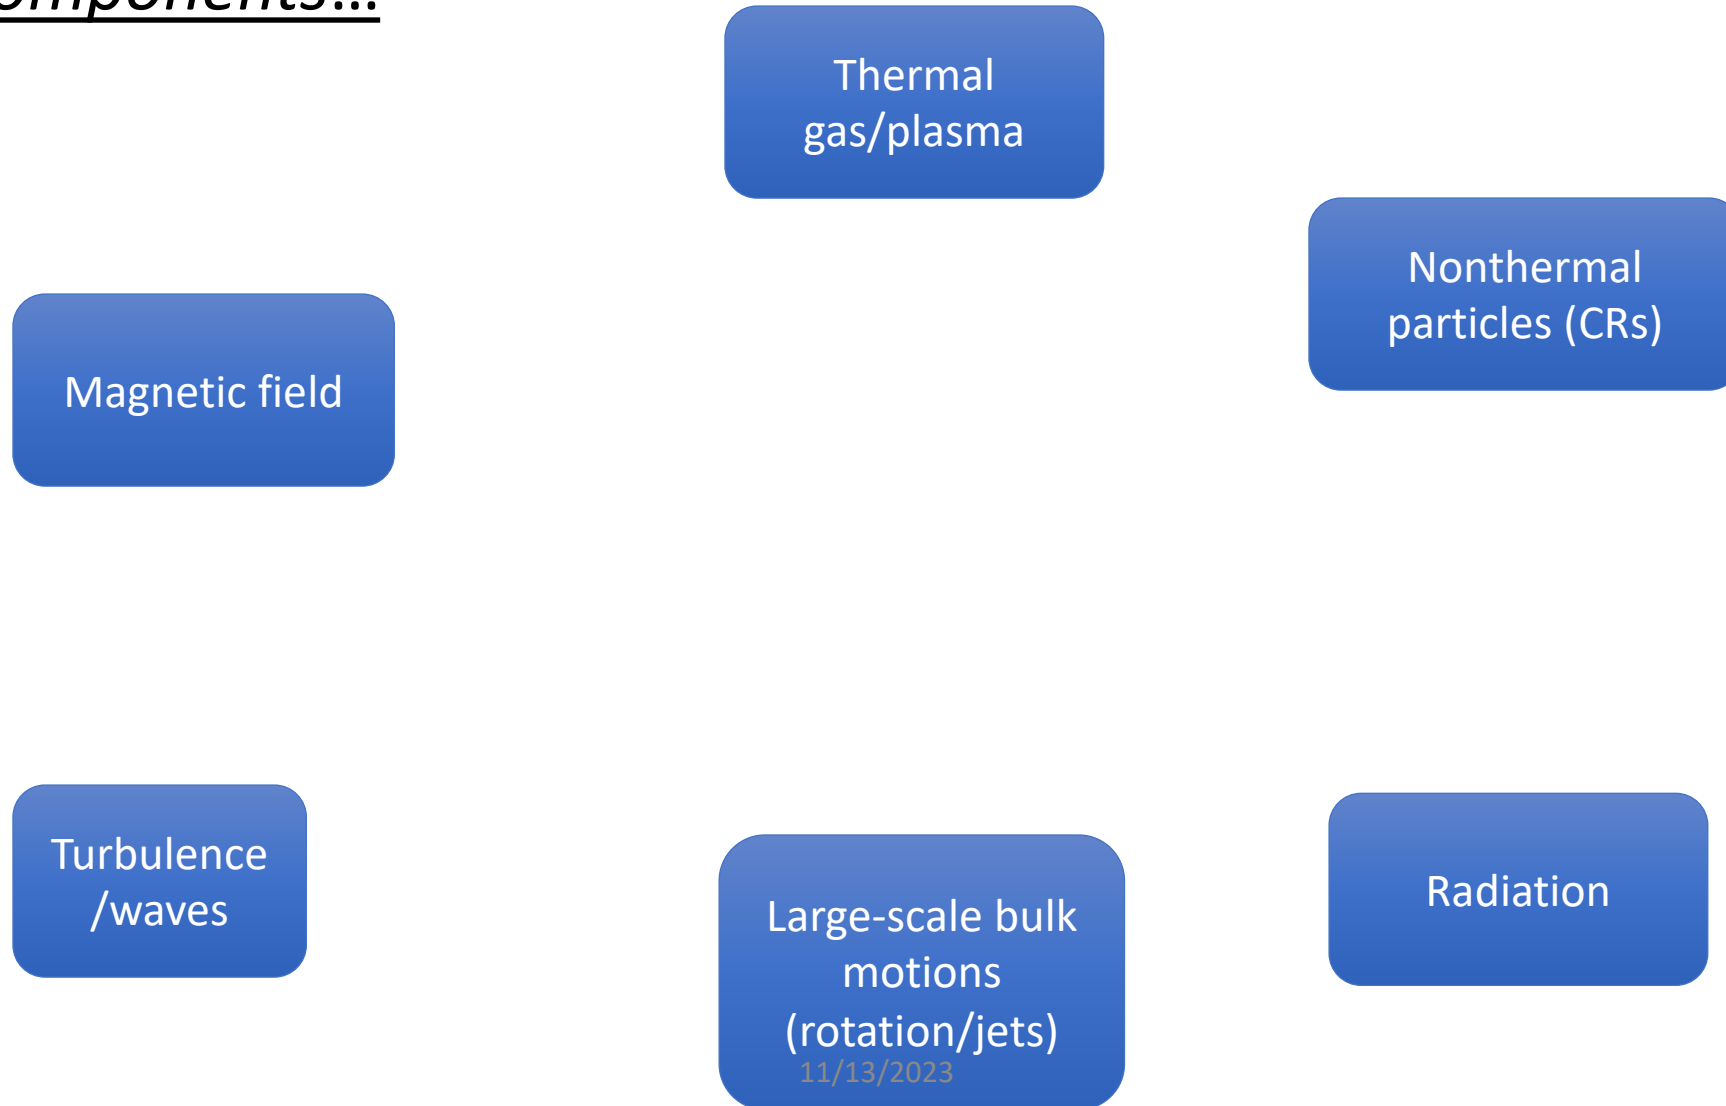 omponents...
Thermal
gas/plasma
Nonthermal
particles (CRs)
Magnetic field
Turbulence
/waves
Large-scale bulk
motions
(rotation/jets)
11/13/2023
Radiation